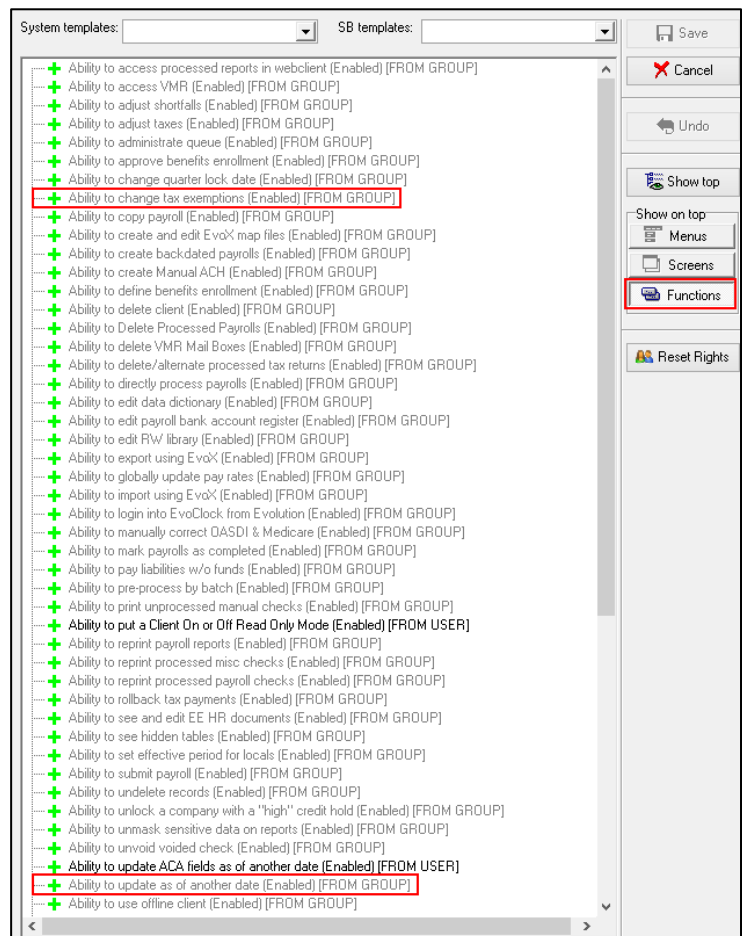 System templates:
SB templates:
Save
Ability to access processed reports in webclient (Enabled) [FROM GROUP]
Cancel
Ability to access VMR (Enabled) [FROM GROUP]
Ability to adjust shortfalls (Enabled) [FROM GROUP]
Ability to adjust taxes (Enabled) [FROM GROUP]
Undo
Ability to administrate queue (Enabled) [FROM GROUP]
Ability to approve benefits enrollment (Enabled) [FROM GROUP]
Ability to change quarter lock date (Enabled) [FROM GROUP]
Show top
Ability to change tax exemptions (Enabled) [FROM GROUP]
Ability to copy payroll (Enabled) [FROM GROUP]
Show on top
Ability to create and edit EvoX map files (Enabled) [FROM GROUP]
Menus
Ability to create backdated payrolls (Enabled) [FROM GROUP]
Ability to create Manual ACH (Enabled) [FROM GROUP]
Screens
Ability to define benefits enrollment (Enabled) [FROM GROUP]
Functions
Ability to delete client (Enabled) [FROM GROUP]
Ability to Delete Processed Payrolls (Enabled) [FROM GROUP]
Ability to delete VMR Mail Boxes (Enabled) [FROM GROUP]
Reset Rights
Ability to delete/alternate processed tax returns (Enabled) [FROM GROUP]
Ability to directly process payrolls (Enabled) [FROM GROUP]
Ability to edit data dictionary (Enabled) [FROM GROUP]
Ability to edit payroll bank account register (Enabled) [FROM GROUP]
Ability to edit RW library (Enabled) [FROM GROUP]
Ability to export using EvoX (Enabled) [FROM GROUP]
Ability to globally update pay rates (Enabled) [FROM GROUP]
Ability to import using EvoX (Enabled) [FROM GROUP]
Ability to login into EvoClock from Evolution (Enabled) [FROM GROUP]
Ability to manually correct OASDI & Medicare (Enabled) [FROM GROUP]
Ability to mark payrolls as completed (Enabled) [FROM GROUP]
Ability to pay liabilities w/o funds (Enabled) [FROM GROUP]
Ability to pre-process by batch (Enabled) [FROM GROUP]
Ability to print unprocessed manual checks (Enabled) [FROM GROUP]
Ability to put a Client On or Off Read Only Mode (Enabled) [FROM USER]
Ability to reprint payroll reports (Enabled) [FROM GROUP]
Ability to reprint processed misc checks (Enabled) [FROM GROUP]
Ability to reprint processed payroll checks (Enabled) [FROM GROUP]
Ability to rollback tax payments (Enabled) [FROM GROUP]
Ability to see and edit EE HR documents (Enabled) [FROM GROUP]
Ability to see hidden tables (Enabled) [FROM GROUP]
Ability to set effective period for locals (Enabled) [FROM GROUP]
Ability to submit payroll (Enabled) [FROM GROUP]
Ability to undelete records (Enabled) [FROM GROUP]
Ability to unlock a company with a "high" credit hold (Enabled) [FROM GROUP]
Ability to unmask sensitive data on reports (Enabled) [FROM GROUP]
Ability to unvoid voided check (Enabled) [FROM GROUP]
Ability to update ACA fields as of another date (Enabled) [FROM USER]
Ability to update as of another date (Enabled) [FROM GROUP]
Ability to use offline client (Enabled) [FROM GROUP]